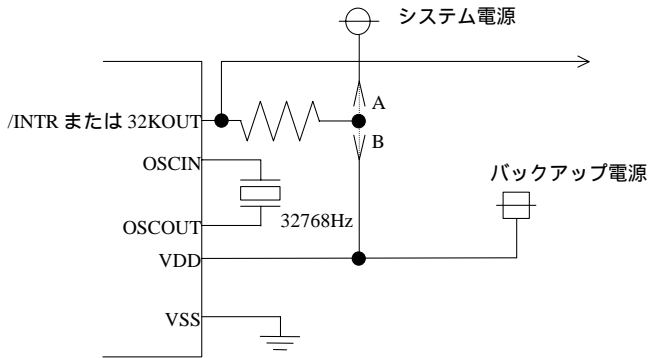 システム電源
A
/INTR または 32KOUT
B
OSCIN
バックアップ電源
32768Hz
OSCOUT
VDD
VSS